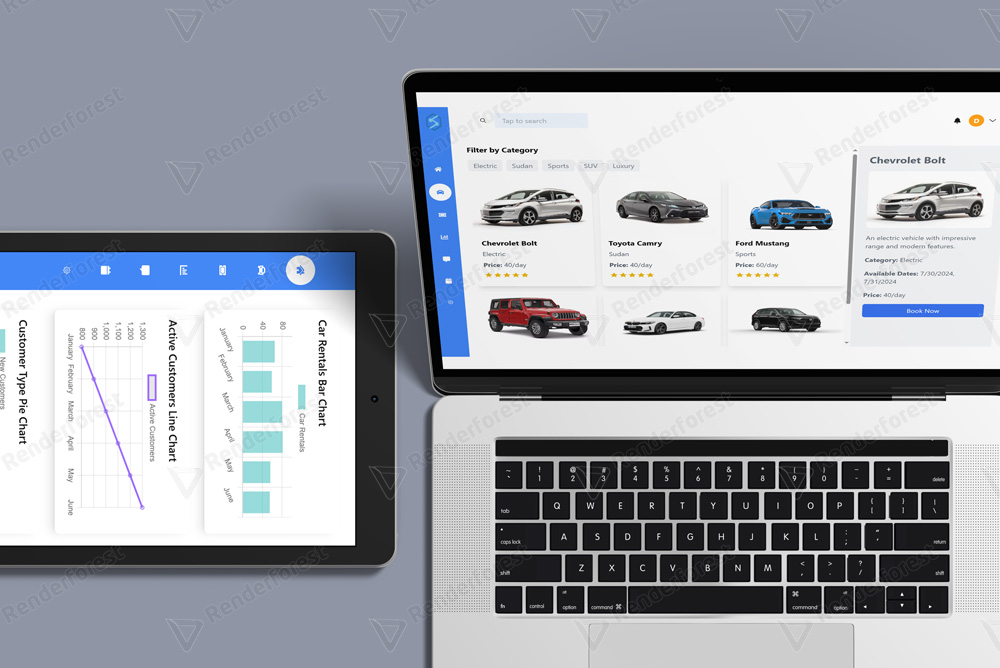 Tap to search
D
Filter by Category
Electric
Sudan
Sports
SUV
Luxury
Chevrolet Bolt
Electric
Price: 40/day
Toyota Camry
Sudan
Price: 40/day
Ford Mustang
Sports
Price: 60/day
Chevrolet Bolt
An electric vehicle with impressive
range and modern features.
Category: Electric
Available Dates: 7/30/2024,
7/31/2024
Price: 40/day
Book Now
Car Rentals Bar Chart
Car Rentals
80
40
0
January
February
March
April
May
June
Active Customers Line Chart
Active Customers
1,300
1,200
1,100
1,000
900
800
January
February
March
April
May
June
Customer Type Pie Chart
New Customers
~ ` ! 1 @ 2 # 3 $ 4 % 5 ^ 6 & 7 * 8 ( 9 ) 0 – - + = delete
tab Q W E R T Y U I O P { [ } ] | \
caps lock A S D F G H J K L : ; " ' return
shift Z X C V B N M < , > . ? / shift
fn control option command ⌘ ⌘ command option
Renderforest